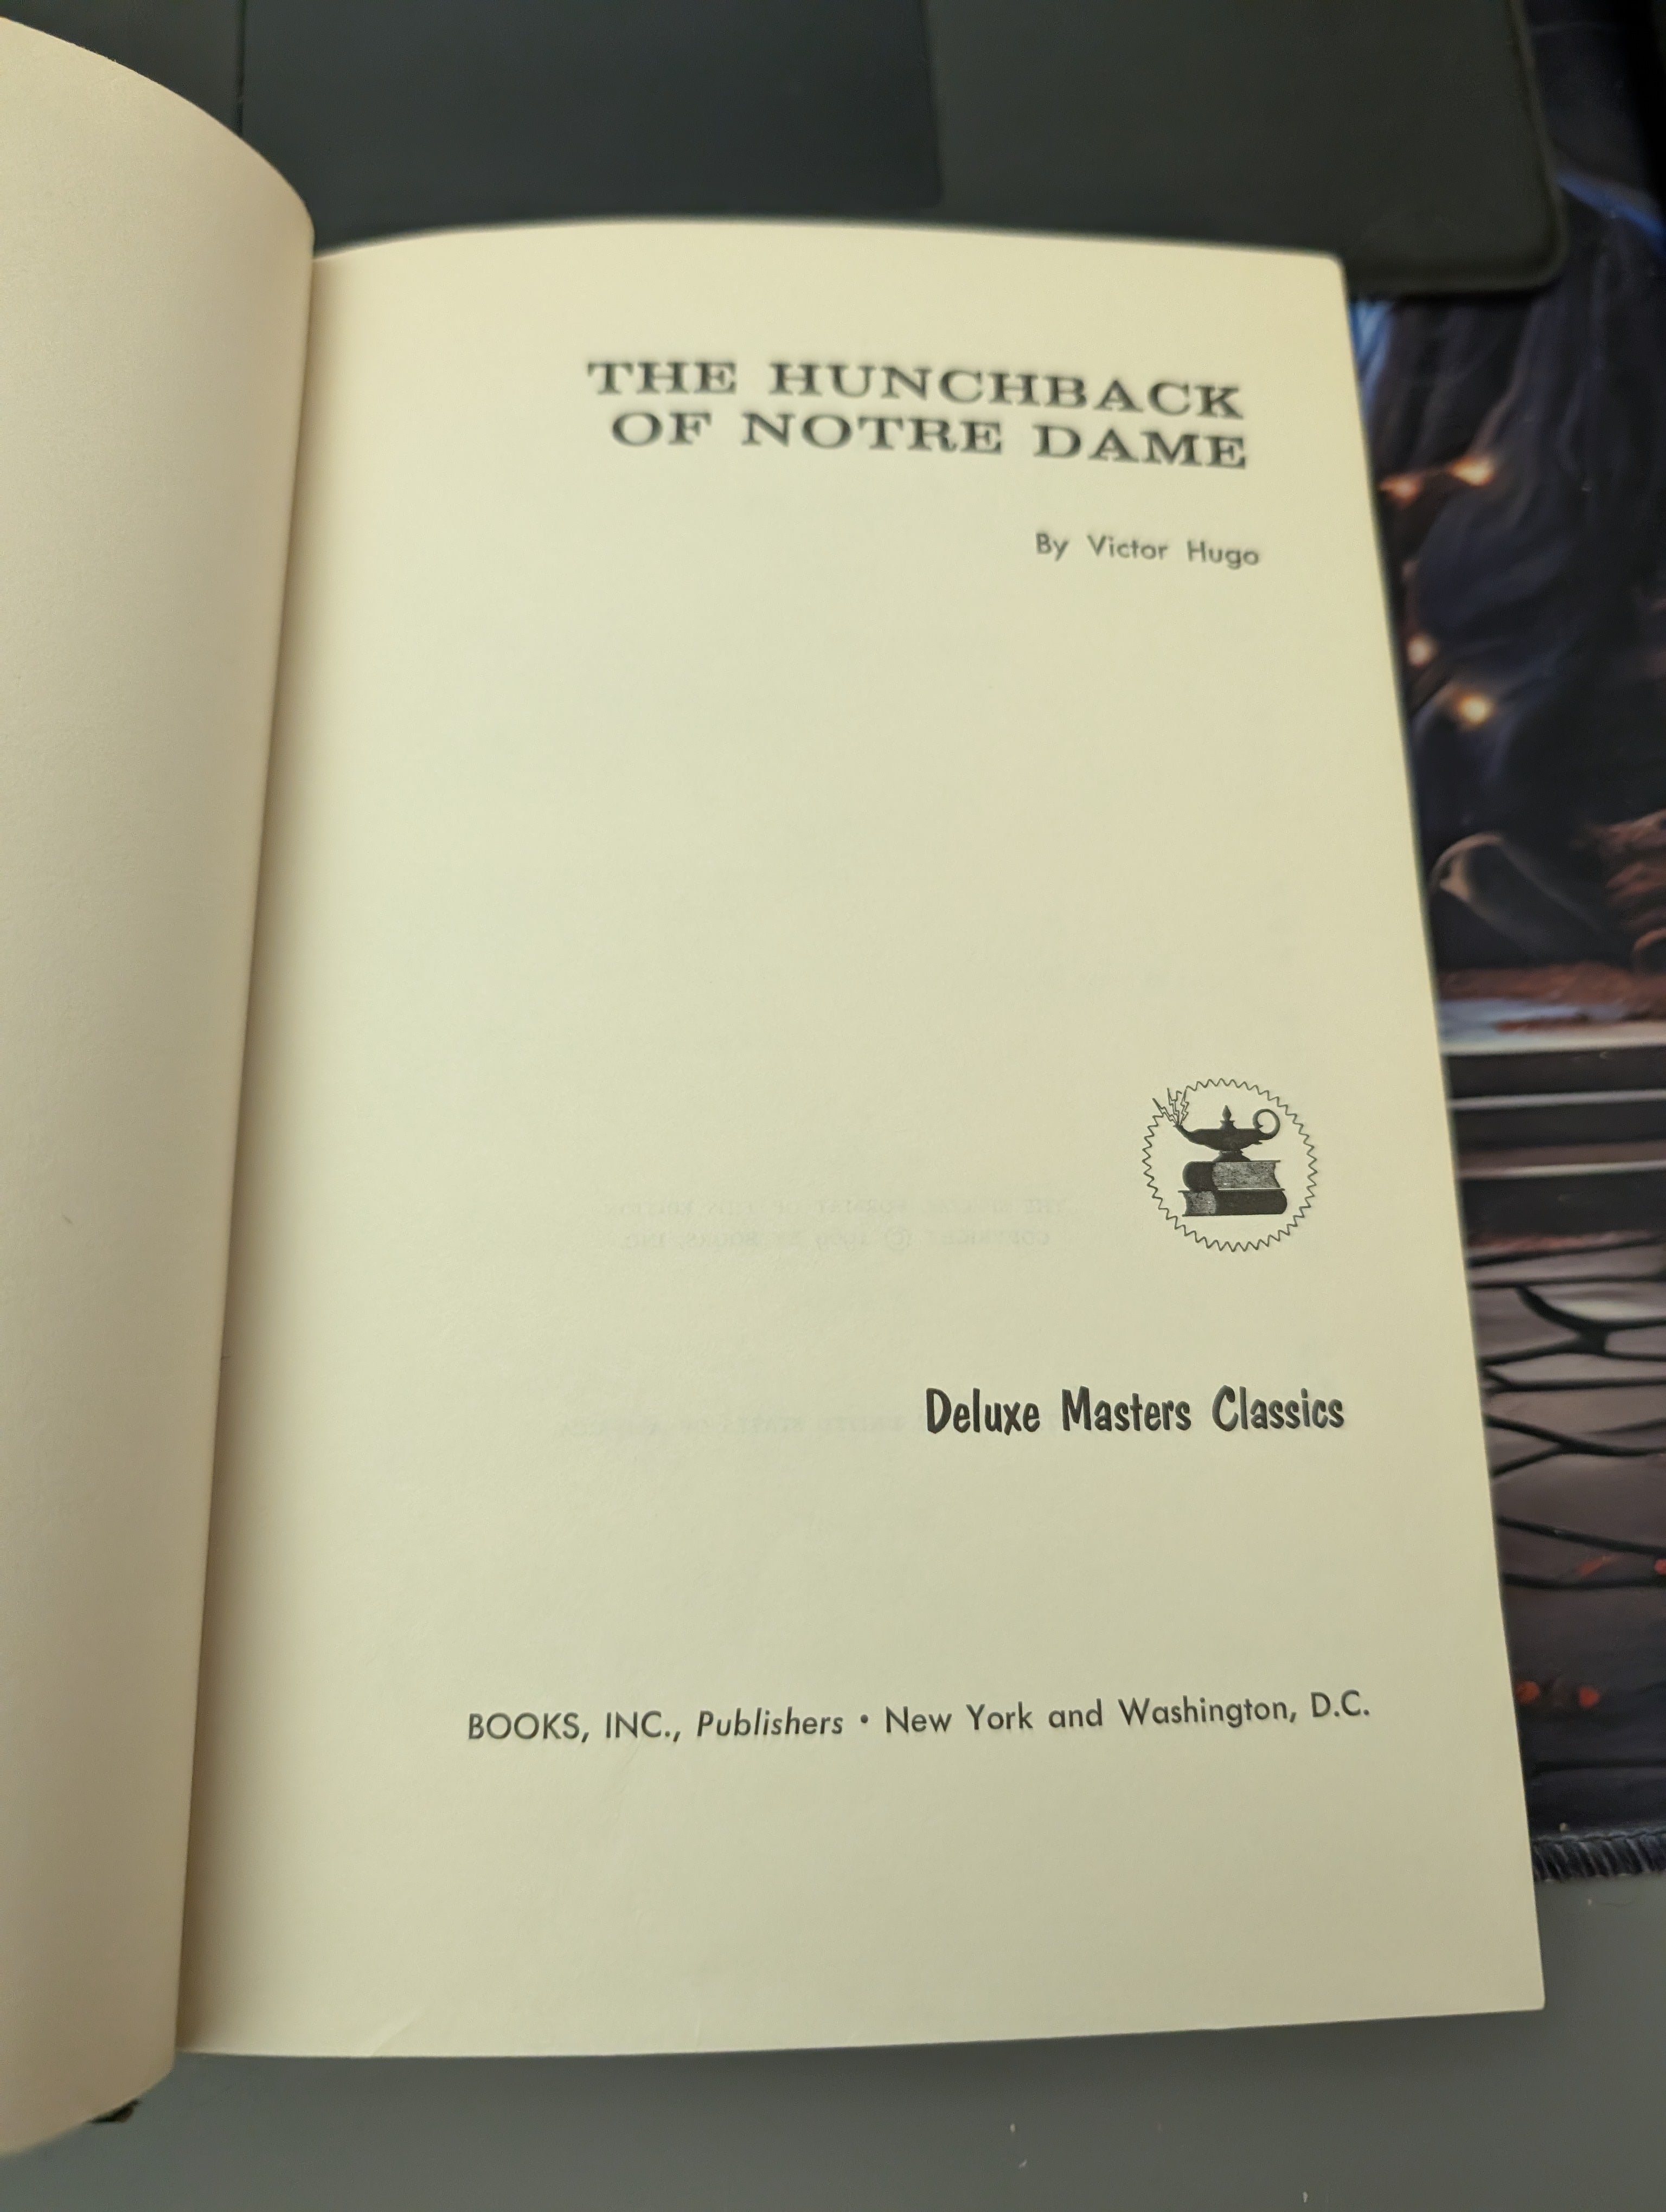 THE HUNCHBACK
OF NOTRE DAME
By Victor Hugo
Deluxe Masters Classics
BOOKS, INC., Publishers • New York and Washington, D.C.